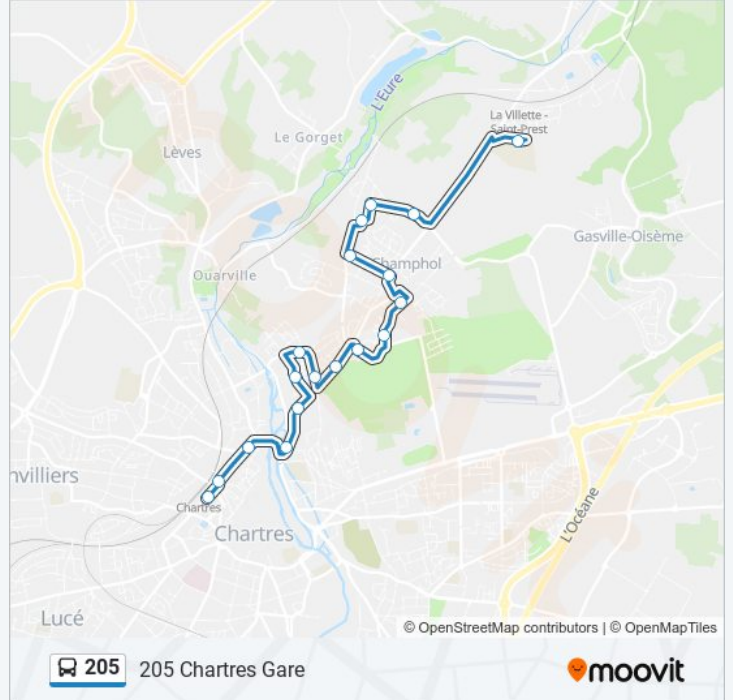 L'Eure
La Villette -
Saint-Prest
Le Gorget
Lèves
Gasville-Oisème
Champhol
Ouarville
nvilliers
L'Océane
Chartres
Chartres
Lucé
© OpenStreetMap contributors | © OpenMapTiles
205 205 Chartres Gare
moovit